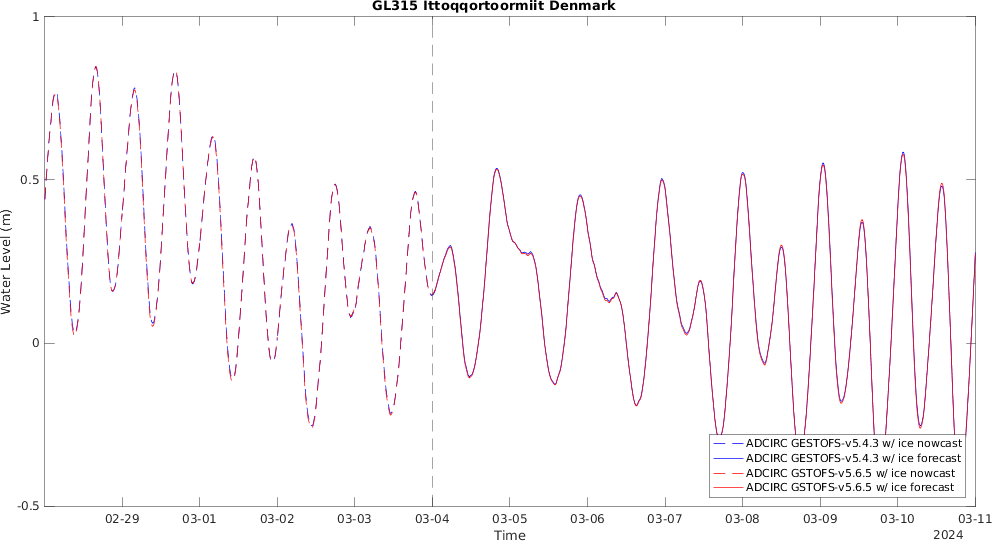 GL315 Ittoqqortoormiit Denmark
1
0.5
0
-0.5
Water Level (m)
02-29 03-01 03-02 03-03 03-04 03-05 03-06 03-07 03-08 03-09 03-10 03-11
Time
2024
ADCIRC GESTOFS-v5.4.3 w/ ice nowcast
ADCIRC GESTOFS-v5.4.3 w/ ice forecast
ADCIRC GSTOFS-v5.6.5 w/ ice nowcast
ADCIRC GSTOFS-v5.6.5 w/ ice forecast